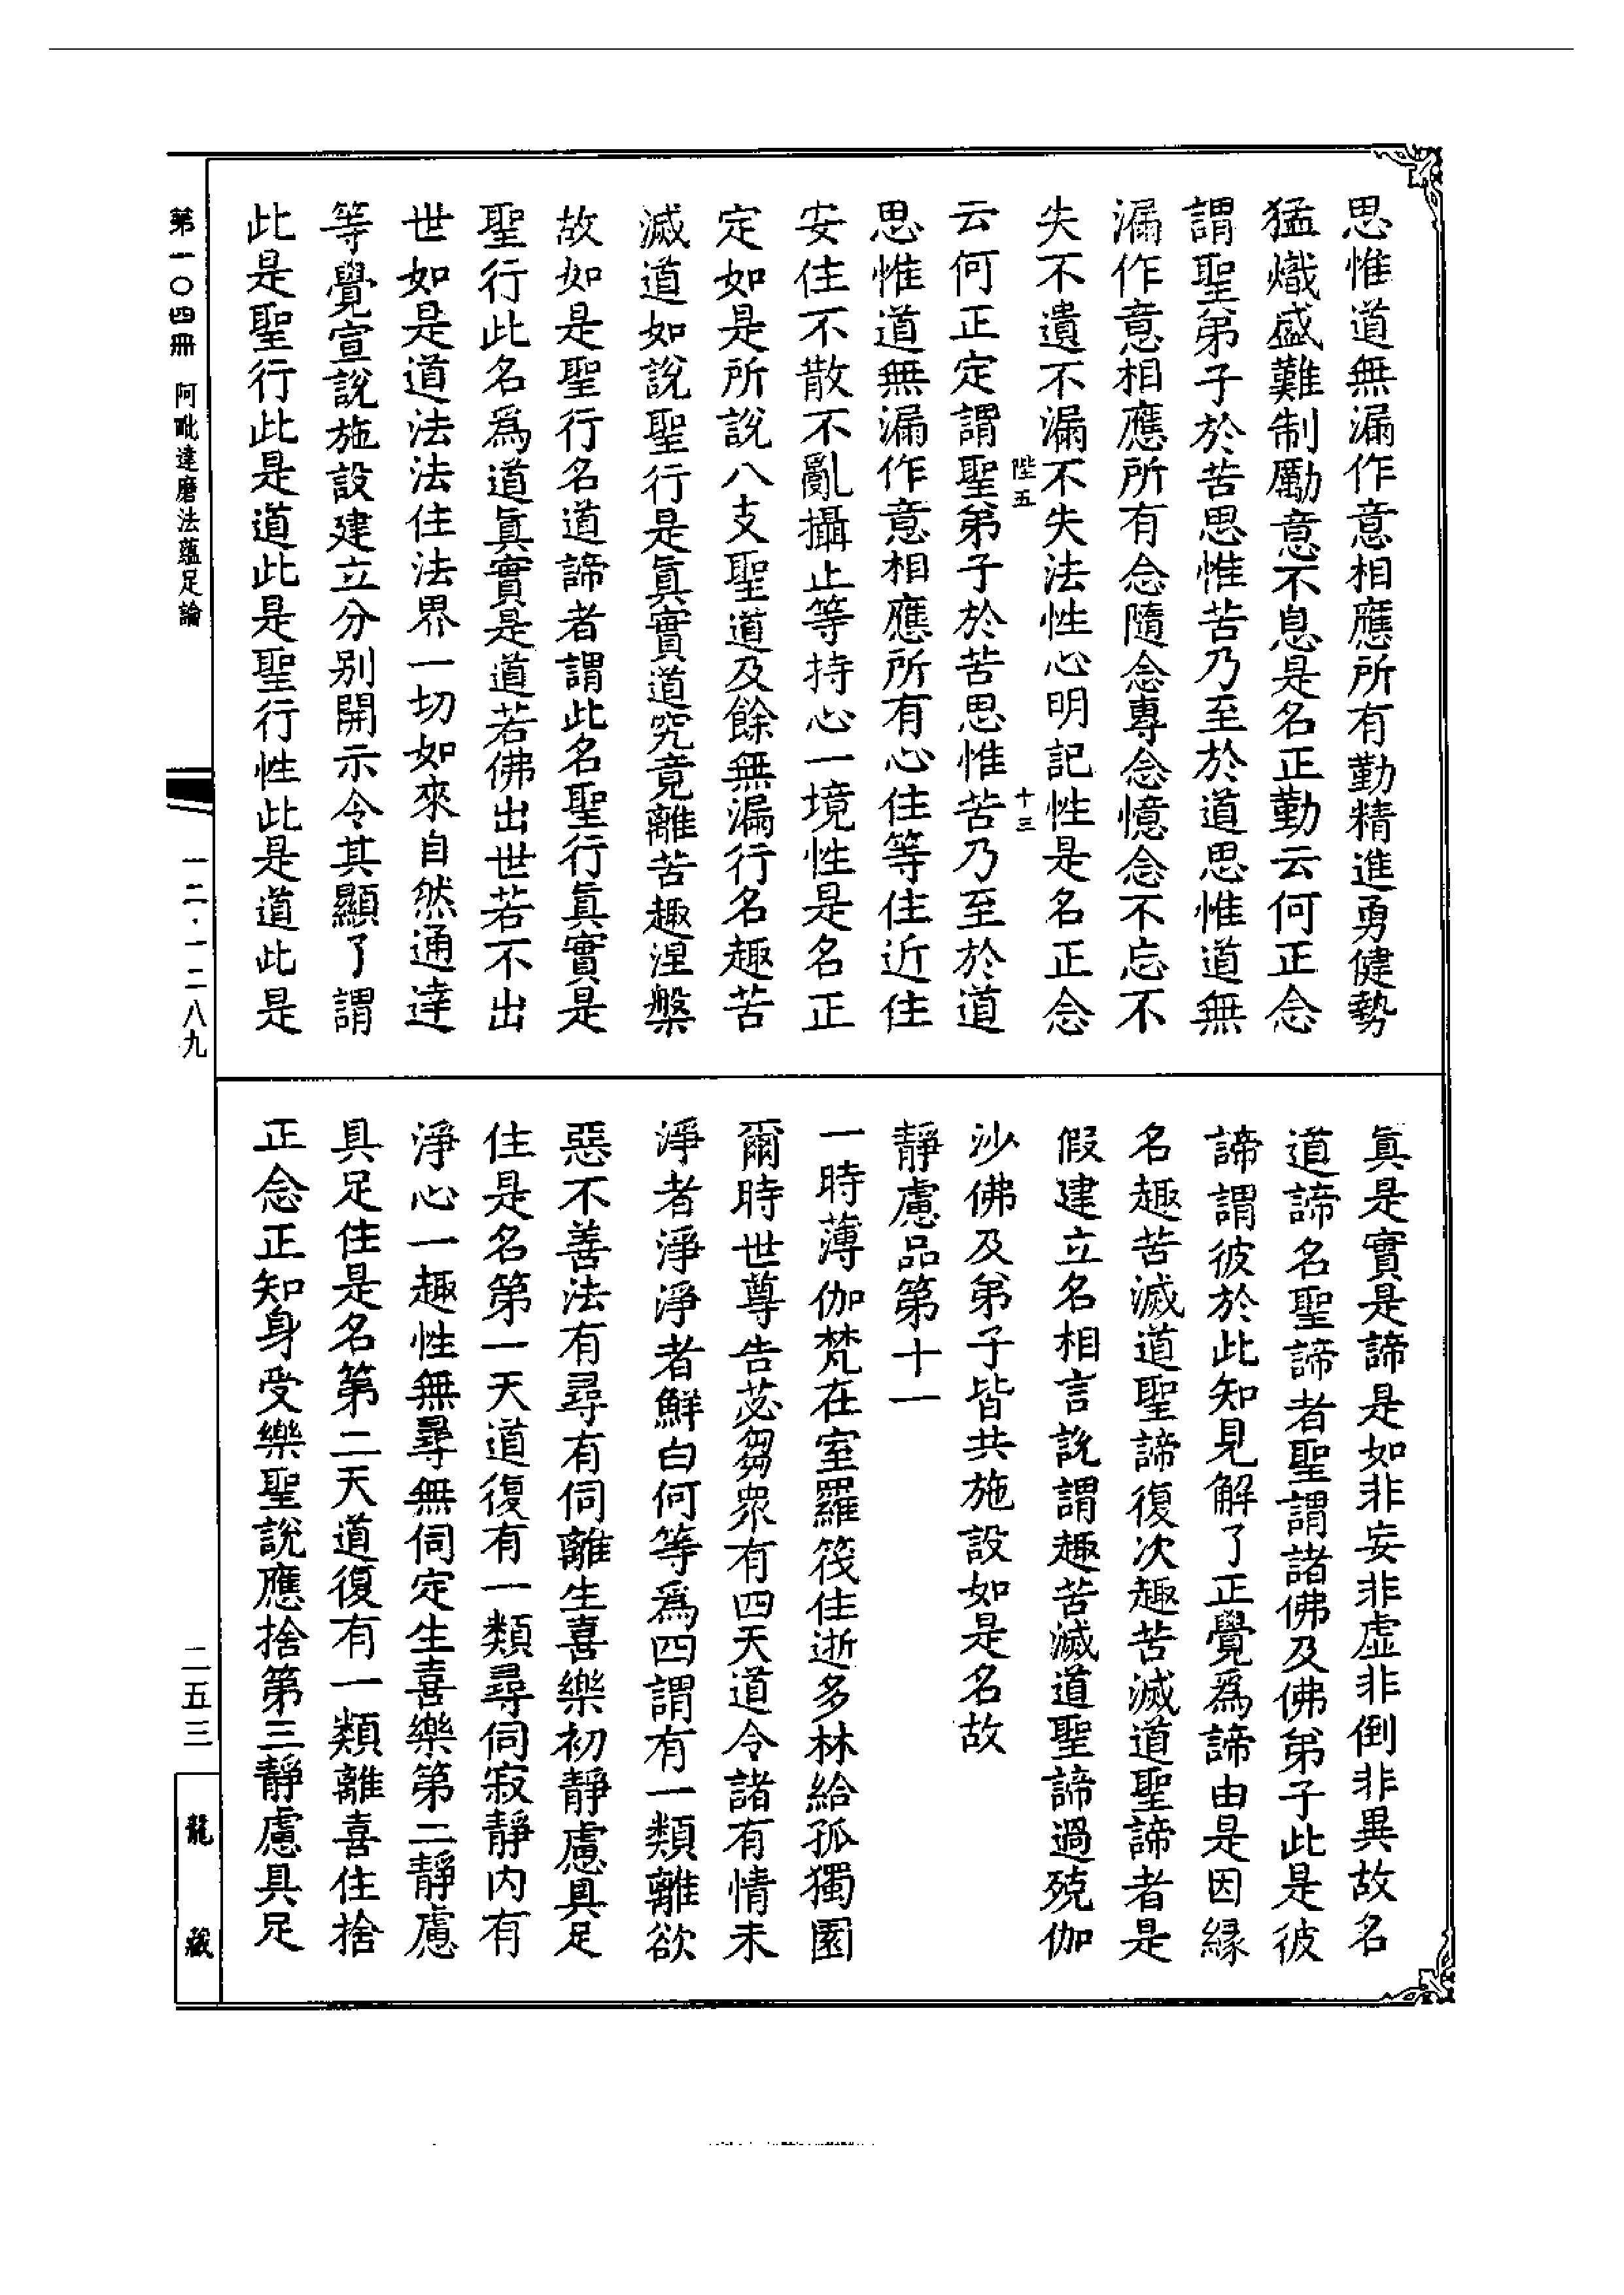 思惟道無漏作意相應所有勤精進勇健勢
猛熾盛難制勵意不息是名正勤云何正念
謂聖弟子於苦思惟苦乃至於道思惟道無
漏作意相應所有念隨念專念憶念不忘不
失不遺不漏不失法性心明記性是名正念
陛五 十三
云何正定謂聖弟子於苦思惟苦乃至於道
思惟道無漏作意相應所有心住等住近住
安住不散不亂攝止等持心一境性是名正
定如是所說八支聖道及餘無漏行名趣苦
滅道如說聖行是眞實道究竟離苦趣涅槃
故如是聖行名道諦者謂此名聖行眞實是
聖行此名爲道眞實是道若佛出世若不出
世如是道法法住法界一切如來自然通達
等覺宣說施設建立分别開示令其顯了謂
此是聖行此是道此是聖行性此是道此是
眞是實是諦是如非妄非虛非倒非異故名
道諦名聖諦者聖謂諸佛及佛弟子此是彼
諦謂彼於此知見解了正覺爲諦由是因緣
名趣苦滅道聖諦復次趣苦滅道聖諦者是
假建立名相言說謂趣苦滅道聖諦過殑伽
沙佛及弟子皆共施設如是名故
靜慮品第十一
一時薄伽梵在室羅筏住逝多林給孤獨園
爾時世尊告苾芻眾有四天道令諸有情未
淨者淨淨者鮮白何等爲四謂有一類離欲
惡不善法有尋有伺離生喜樂初靜慮具足
住是名第一天道復有一類尋伺寂靜内有
淨心一趣性無尋無伺定生喜樂第二靜慮
具足住是名第二天道復有一類離喜住捨
正念正知身受樂聖說應捨第三靜慮具足
第一〇四冊 阿毗達磨法蘊足論
一二·一二八九
二五三
龍藏